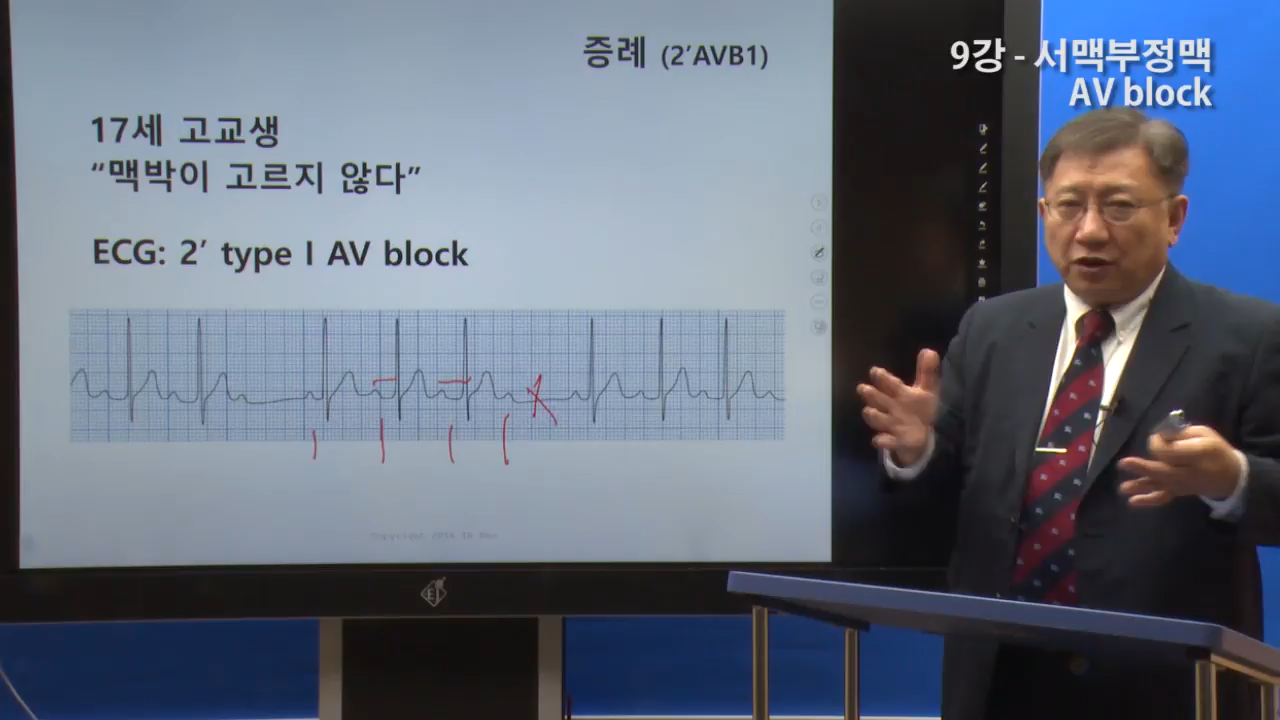 증례 (2’AVB1)
9강 - 서맥부정맥
AV block
17세 고교생
“맥박이 고르지 않다”
ECG: 2’ type I AV block